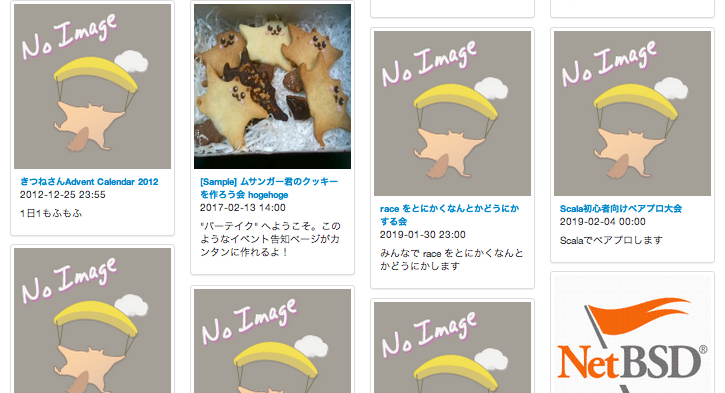 No Image
きつねさんAdvent Calendar 2012
2012-12-25 23:55
1日1もふもふ
No Image
[Sample] ムサンガー君のクッキー
を作ろう会 hogehoge
2017-02-13 14:00
"パーテイク" へようこそ。この
ようなイベント告知ページがカ
ンタンに作れるよ！
No Image
No Image
race をとにかくなんとかどうにか
する会
2019-01-30 23:00
みんなで race をとにかくなんと
かどうにかします
No Image
No Image
Scala初心者向けペアプロ大会
2019-02-04 00:00
Scalaでペアプロします
NetBSD®